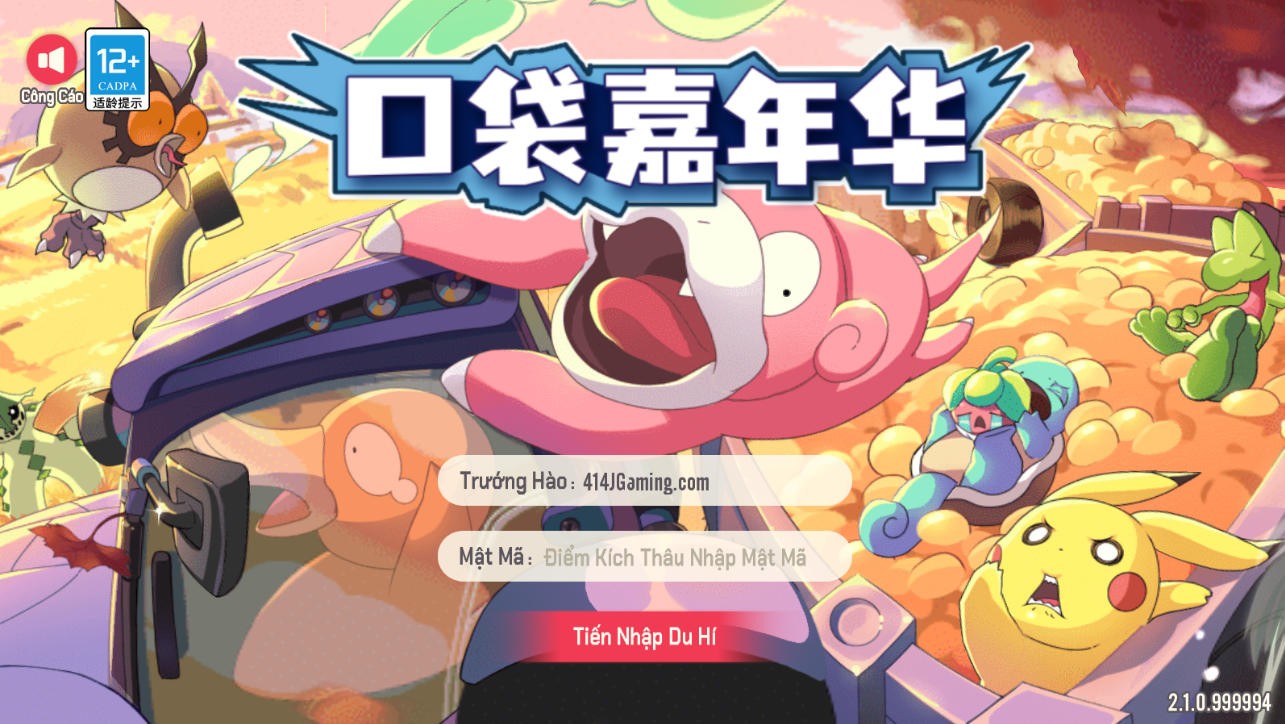 口袋嘉年华
12+
CADPA
适龄提示
Công Cáo
Trướng Hào: 414JGaming.com
Mật Mã: Điểm Kích Thâu Nhập Mật Mã
Tiến Nhập Du Hí
2.1.0.999994